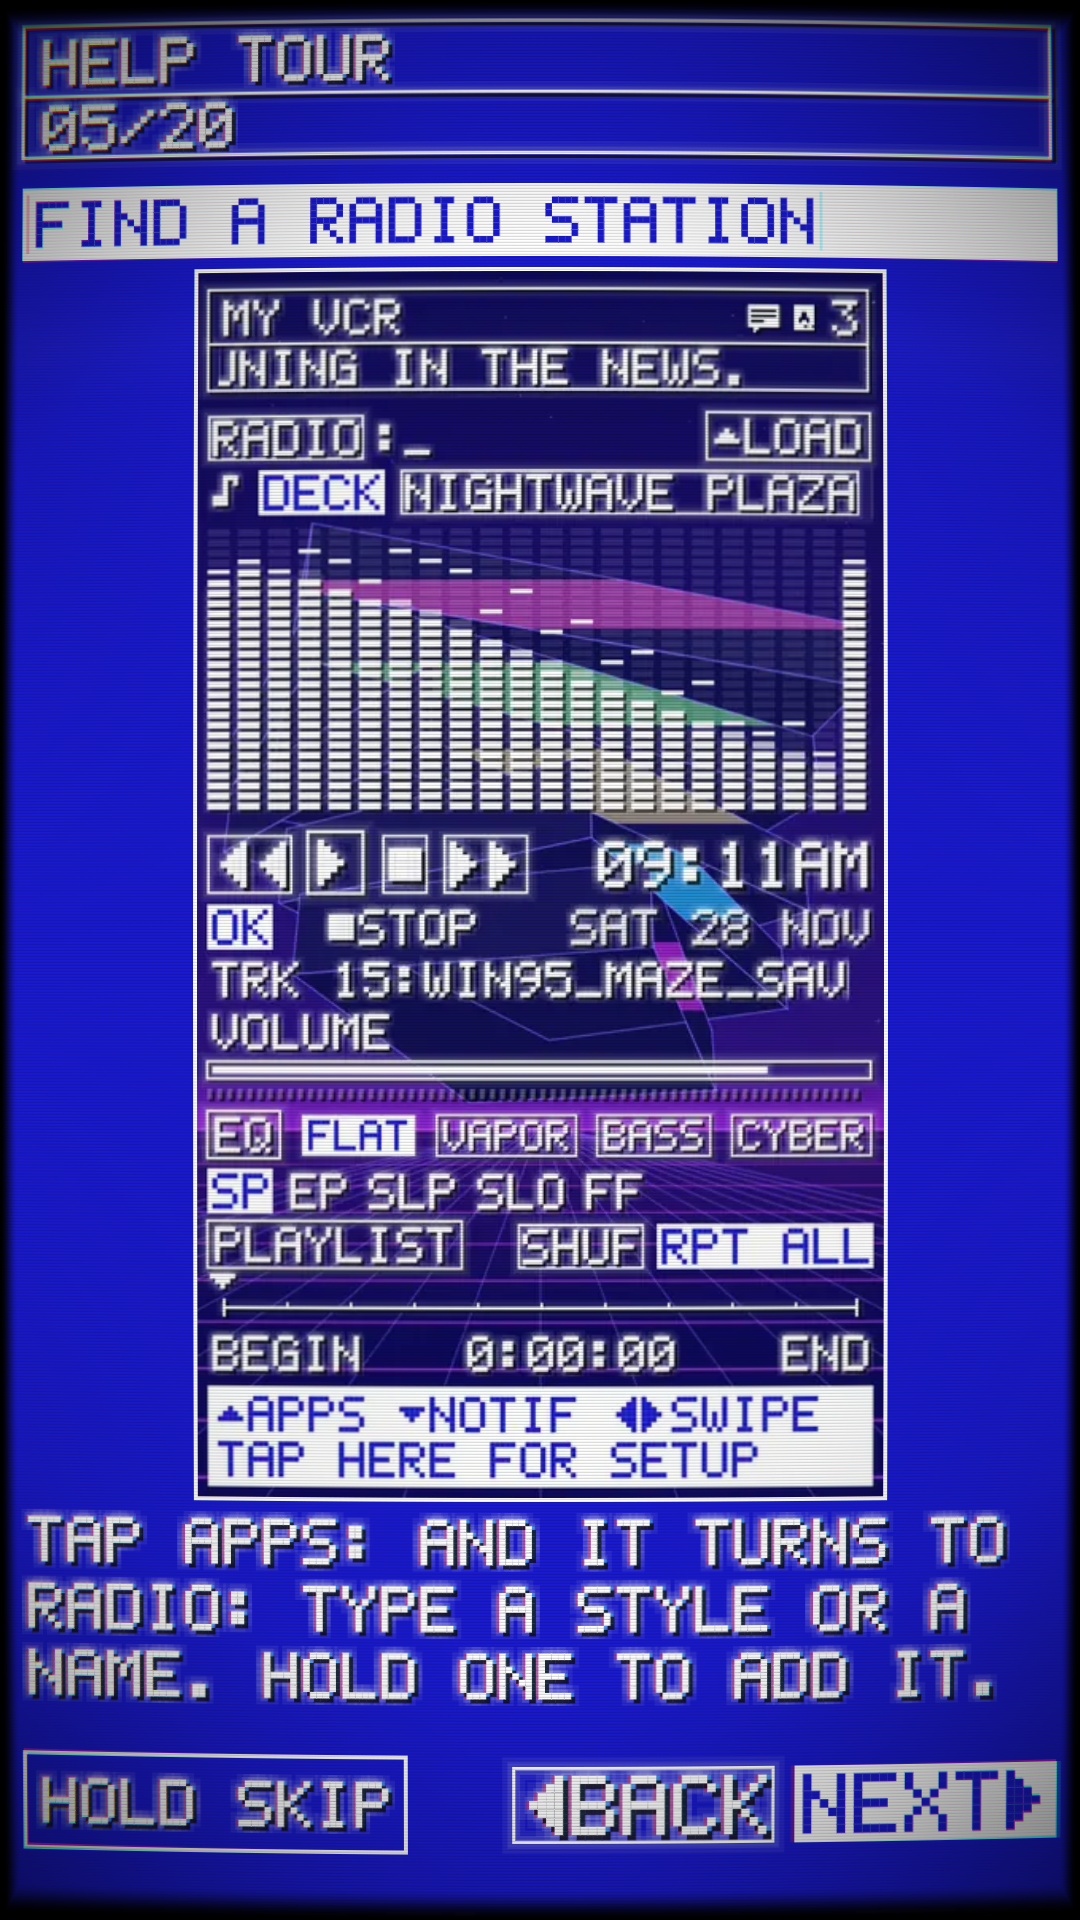 HELP TOUR
05/20
FIND A RADIO STATION
MY VCR 3
JNING IN THE NEWS.
RADIO:_ ▲LOAD
♪ DECK NIGHTWAVE PLAZA
09:11AM
OK ■STOP SAT 28 NOV
TRK 15:WIN95_MAZE_SAV
VOLUME
EQ FLAT VAPOR BASS CYBER
SP EP SLP SLO FF
PLAYLIST SHUF RPT ALL
BEGIN 0:00:00 END
▲APPS ▼NOTIF ◀▶SWIPE
TAP HERE FOR SETUP
TAP APPS: AND IT TURNS TO
RADIO: TYPE A STYLE OR A
NAME. HOLD ONE TO ADD IT.
HOLD SKIP ◀BACK NEXT▶